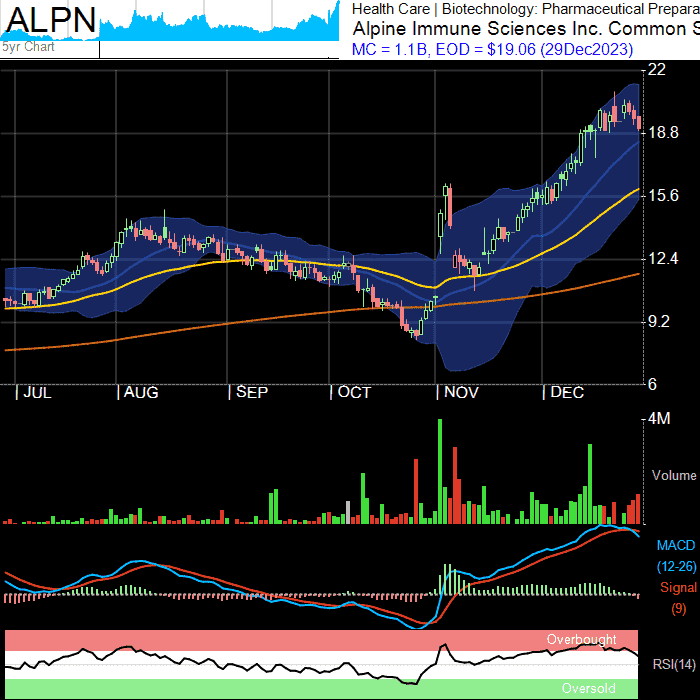 ALPN
5yr Chart
Health Care | Biotechnology: Pharmaceutical Prepara
Alpine Immune Sciences Inc. Common S
MC = 1.1B, EOD = $19.06 (29Dec2023)
22
18.8
15.6
12.4
9.2
6
| JUL | AUG | SEP | OCT | NOV | DEC
4M
Volume
MACD
(12-26)
Signal
(9)
Overbought
RSI(14)
Oversold